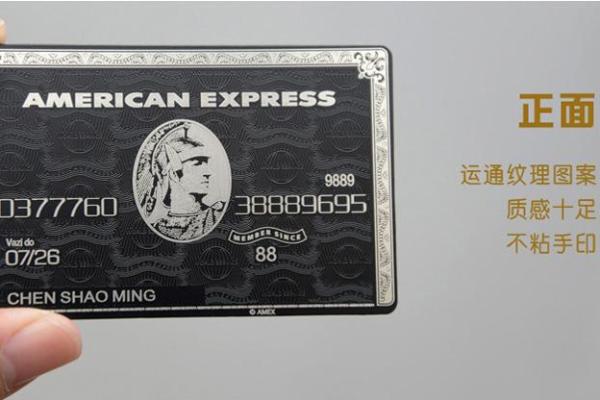 AMERICAN EXPRESS
9889
0377760 38889695
MEMBER SINCE
Vazi do
07/26 88
CHEN SHAO MING
© AMEX
正面
运通纹理图案
质感十足
不粘手印